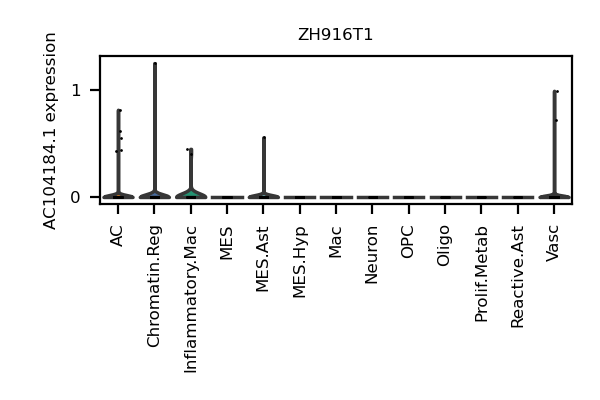 ZH916T1
AC104184.1 expression
1
0
AC
Chromatin.Reg
Inflammatory.Mac
MES
MES.Ast
MES.Hyp
Mac
Neuron
OPC
Oligo
Prolif.Metab
Reactive.Ast
Vasc